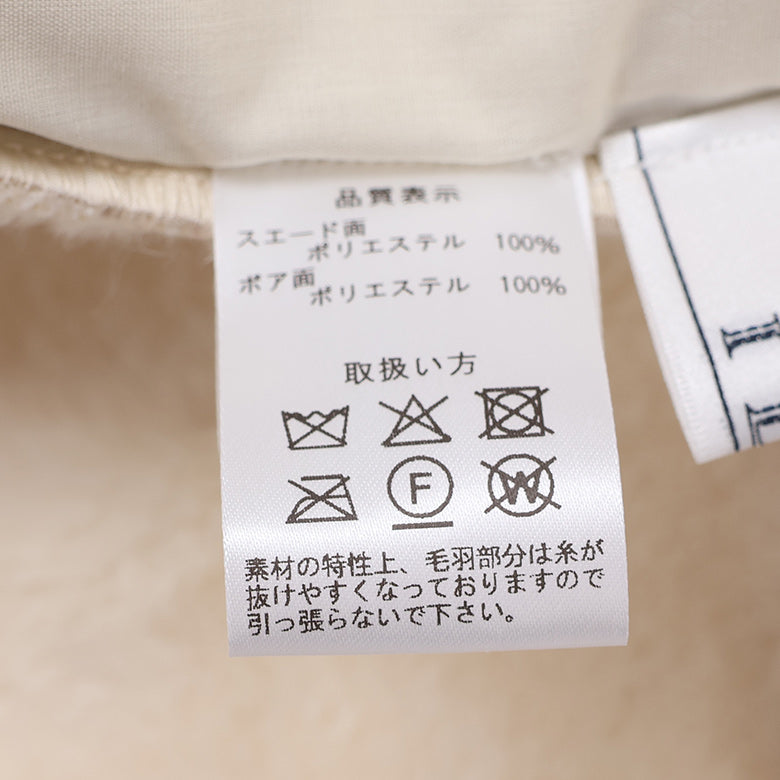 品質表示
スエード面
ポリエステル 100%
ボア面
ポリエステル 100%
取扱い方
F
W
素材の特性上、毛羽部分は糸が
抜けやすくなっておりますので
引っ張らないで下さい。